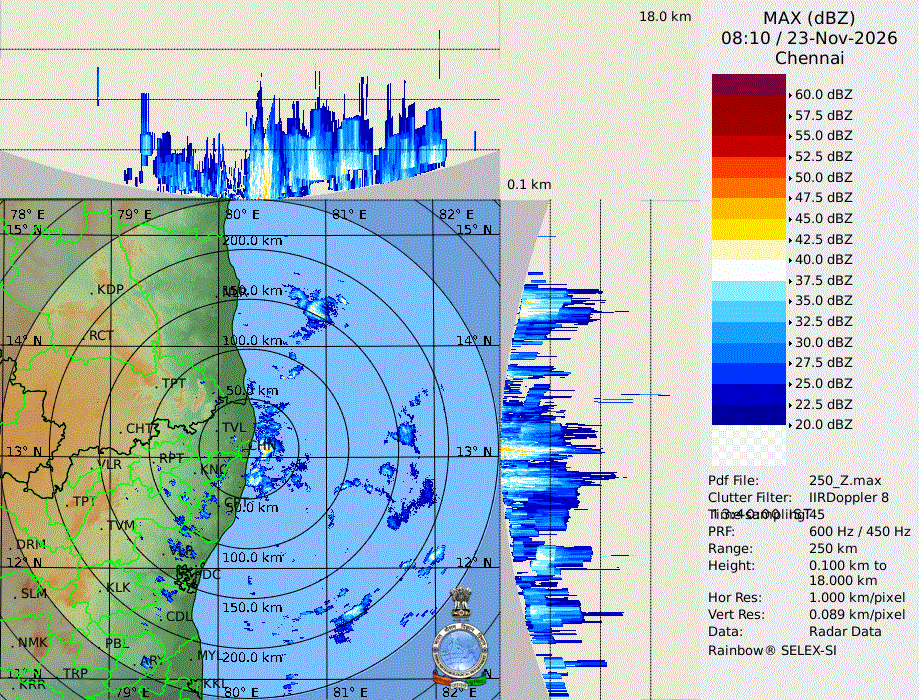 18.0 km
0.1 km
MAX (dBZ)
08:10 / 23-Nov-2026
Chennai
60.0 dBZ
57.5 dBZ
55.0 dBZ
52.5 dBZ
50.0 dBZ
47.5 dBZ
45.0 dBZ
42.5 dBZ
40.0 dBZ
37.5 dBZ
35.0 dBZ
32.5 dBZ
30.0 dBZ
27.5 dBZ
25.0 dBZ
22.5 dBZ
20.0 dBZ
78° E 79° E 80° E 81° E 82° E
15° N 15° N
200.0 km
KDP
150.0 km
RCT
100.0 km
14° N 14° N
TPT
50.0 km
CHT TVL
CHN
13° N 13° N
VLR RPT KNC
TPT
50.0 km
TVM
DRM
100.0 km
12° N 12° N
PDC
SLM KLK
150.0 km
CDL
NMK PBL
ARY MYL 200.0 km
TRP
KRR KKL
79° E 80° E 81° E 82° E
Pdf File: 250_Z.max
Clutter Filter: IIRDoppler 8
Time sampling: 45
PRF: 600 Hz / 450 Hz
Range: 250 km
Height: 0.100 km to
18.000 km
Hor Res: 1.000 km/pixel
Vert Res: 0.089 km/pixel
Data: Radar Data
Rainbow® SELEX-SI